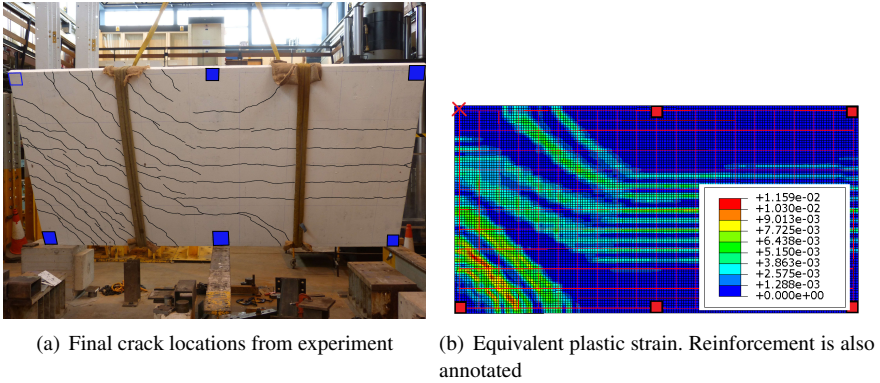 +1.159e-02
+1.030e-02
+9.013e-03
+7.725e-03
+6.438e-03
+5.150e-03
+3.863e-03
+2.575e-03
+1.288e-03
+0.000e+00
(a) Final crack locations from experiment
(b) Equivalent plastic strain. Reinforcement is also
annotated